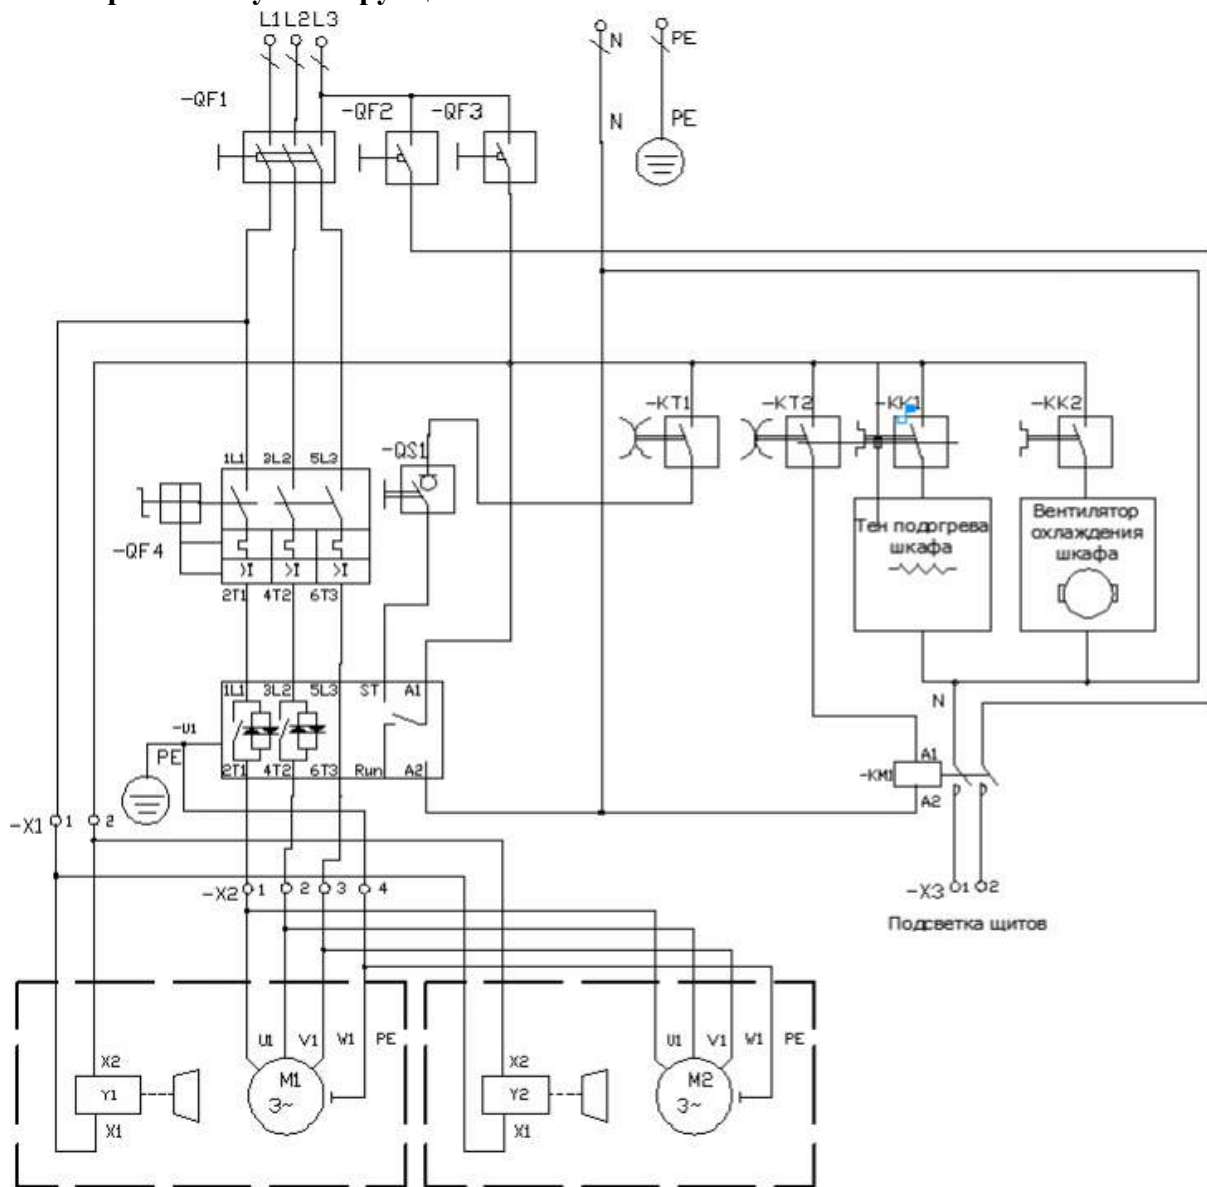 L1 L2 L3
N
PE
-QF1
-QF2
-QF3
N
PE
-KT1
-KT2
-KK1
-KK2
-QS1
1L1 3L2 5L3
-QF4
>I >I >I
2T1 4T2 6T3
Тен подогрева
шкафа
Вентилятор
охлаждения
шкафа
1L1 3L2 5L3 ST A1
-U1
PE
2T1 4T2 6T3 Run A2
N
-KM1
A1
A2
-X1 1 2
-X2 1 2 3 4
-X3 1 2
Подсветка щитов
U1 V1 W1 PE
U1 V1 W1 PE
X2
Y1
X1
M1
3~
X2
Y2
X1
M2
3~